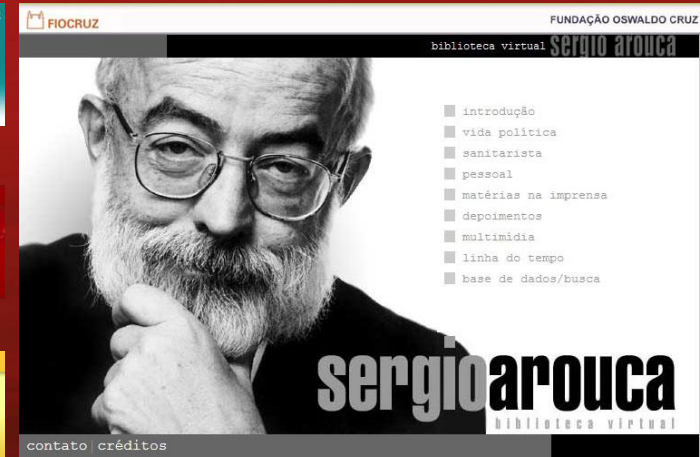 FIOCRUZ
FUNDAÇÃO OSWALDO CRUZ
biblioteca virtual sergio arouca
introdução
vida política
sanitarista
pessoal
matérias na imprensa
depoimentos
multimídia
linha do tempo
base de dados/busca
sergioarouca
biblioteca virtual
contato|créditos